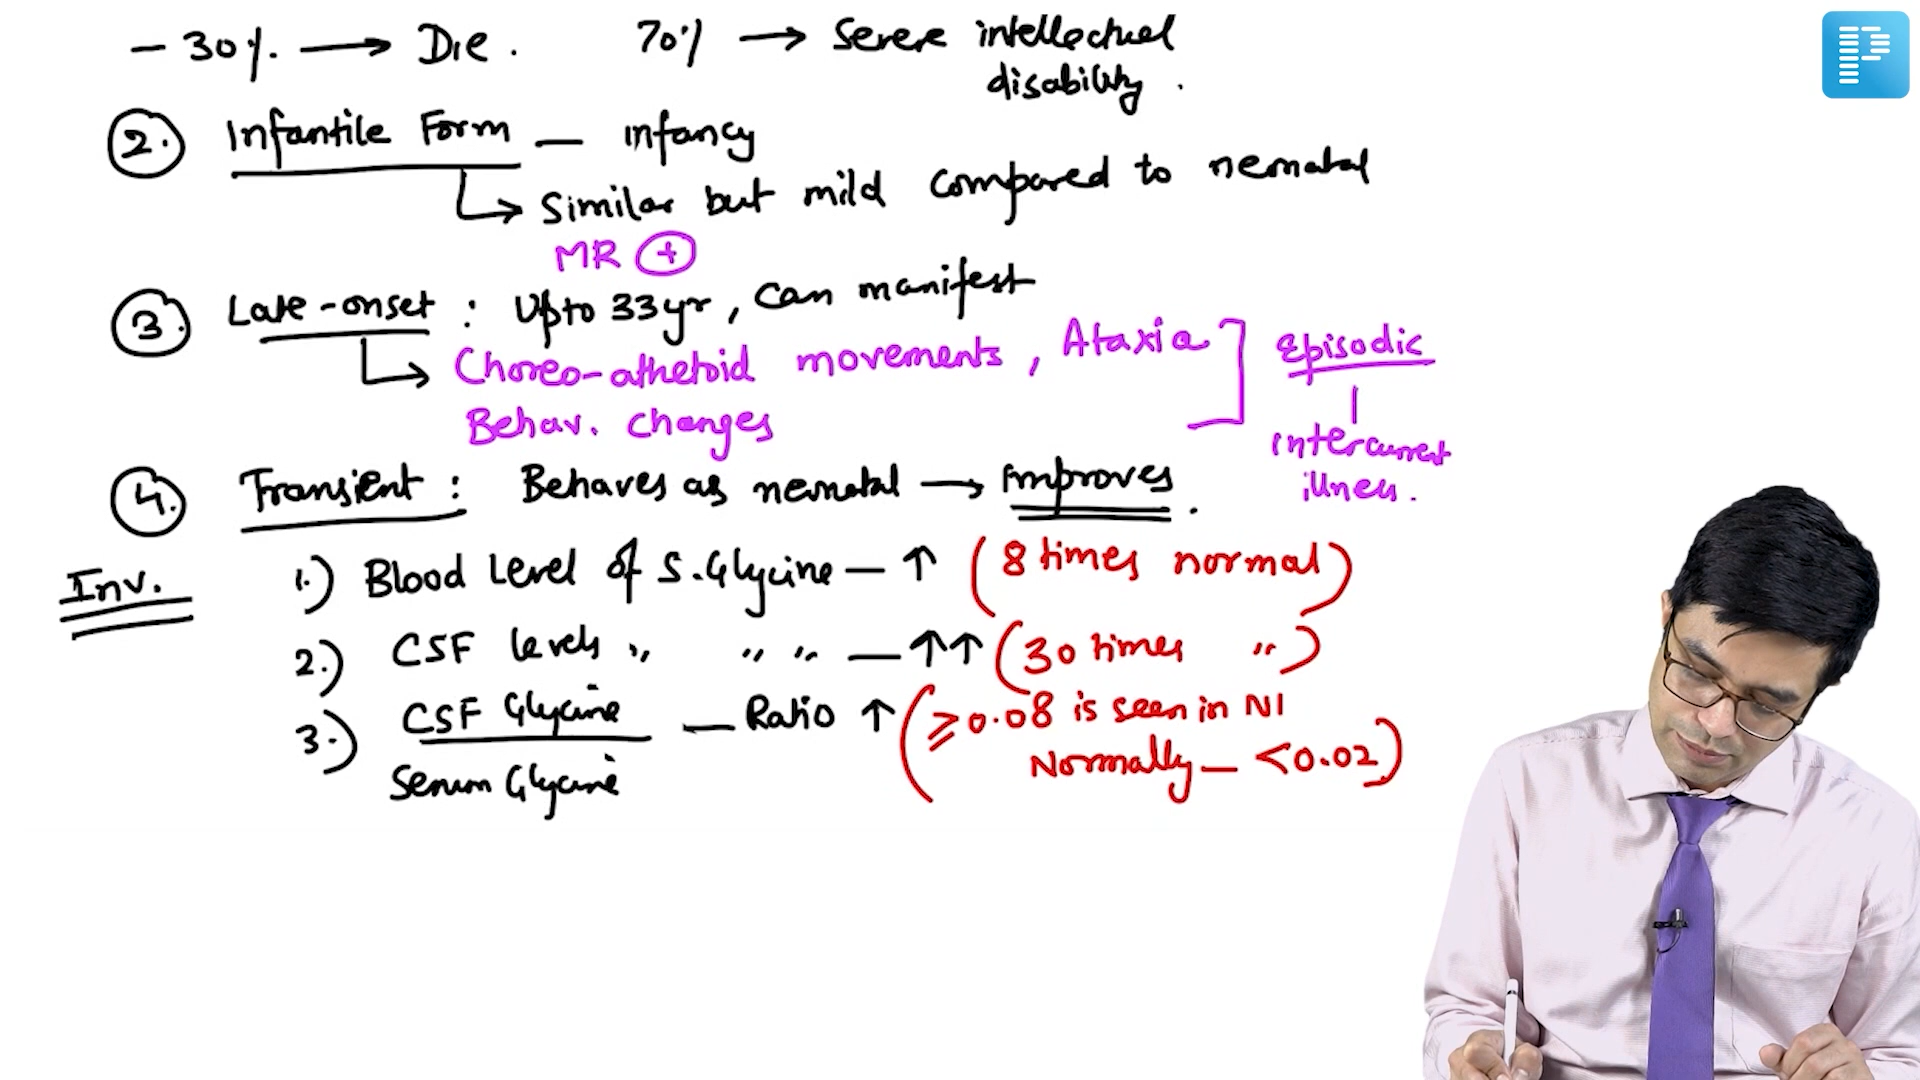 — 30% → Die. 70% → Severe intellectual
disability.
2. Infantile Form — infancy
↳ Similar but mild compared to neonatal
MR +
3. Late-onset : Upto 33yr, can manifest
↳ Choreo-athetoid movements, Ataxia ] Episodic
Behav. changes
intercurrent
illness.
4. Transient : Behaves as neonatal → improves.
Inv. 1.) Blood Level of S. Glycine — ↑ (8 times normal)
2.) CSF levels " " " — ↑↑ (30 times ")
3.) CSF Glycine — Ratio ↑ (≥0.08 is seen in NI
Serum Glycine
Normally — <0.02)
P